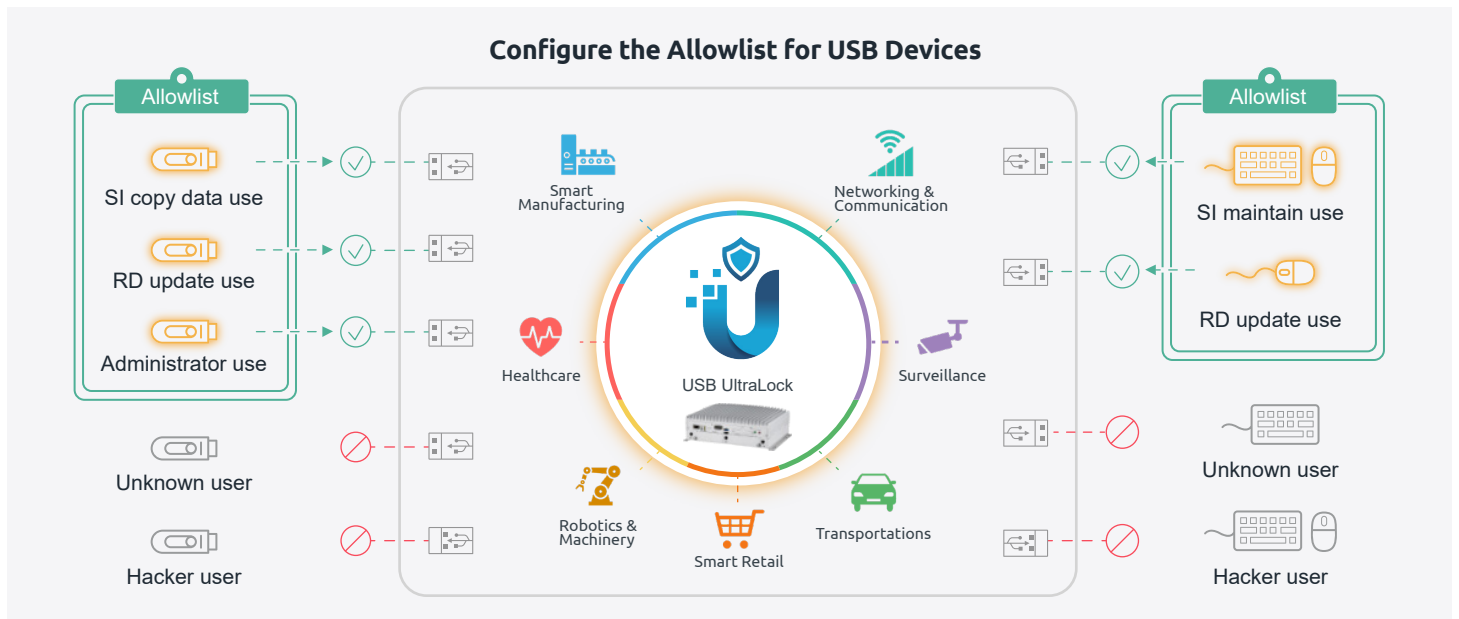 Configure the Allowlist for USB Devices
Allowlist
SI copy data use
RD update use
Administrator use
Unknown user
Hacker user
Smart
Manufacturing
Networking &
Communication
Healthcare
USB UltraLock
Surveillance
Robotics &
Machinery
Smart Retail
Transportations
Allowlist
SI maintain use
RD update use
Unknown user
Hacker user